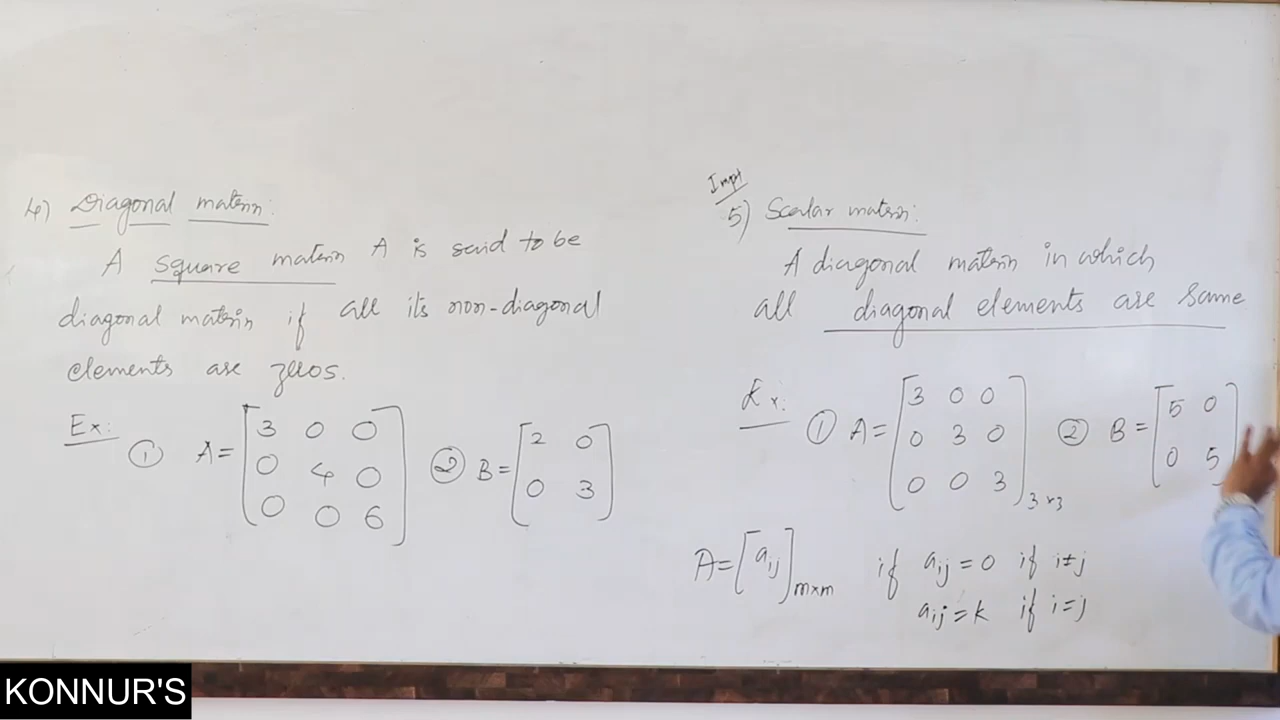 4) Diagonal matrix:
A square matrix A is said to be
diagonal matrix if all its non-diagonal
elements are zeros.
Ex:
① A = [3 0 0
0 4 0
0 0 6]
② B = [2 0
0 3]
Impt
5) Scalar matrix:
A diagonal matrix in which
all diagonal elements are same
Ex:
① A = [3 0 0
0 3 0
0 0 3] 3x3
② B = [5 0
0 5]
A = [aij] m×m if aij = 0 if i≠j
aij = k if i=j
KONNUR'S